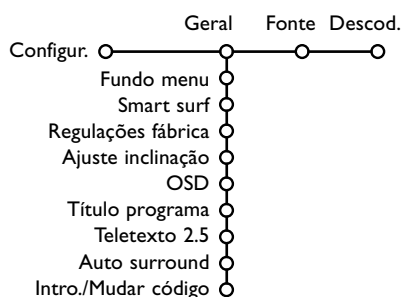 Geral Fonte Descod.
Configur.
Fundo menu
Smart surf
Regulações fábrica
Ajuste inclinação
OSD
Título programa
Teletexto 2.5
Auto surround
Intro./Mudar código